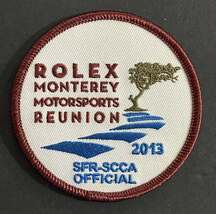 ROLEX
MONTEREY
MOTORSPORTS
REUNION
2013
SFR-SCCA
OFFICIAL